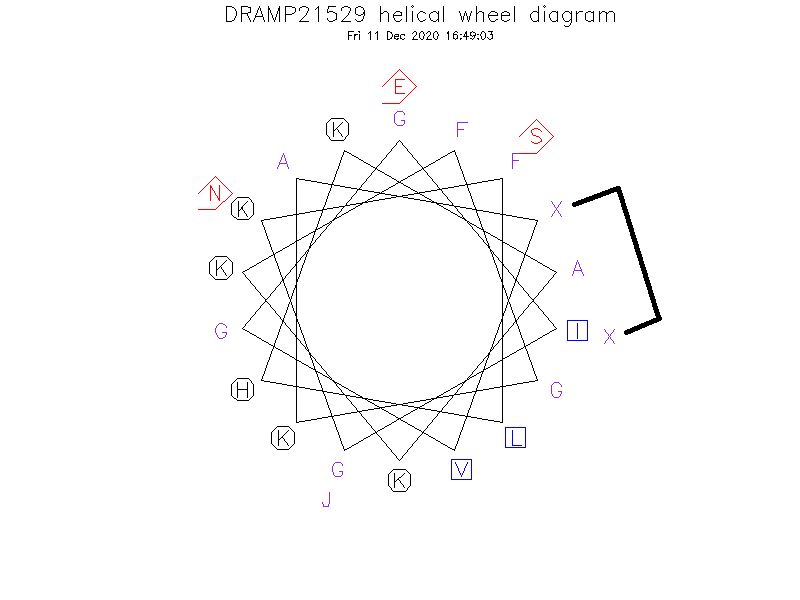 DRAMP21529 helical wheel diagram
Fri 11 Dec 2020 16:49:03
E
K G F S
A F
N K X
K A
G I X
H G
K L
G K V
J